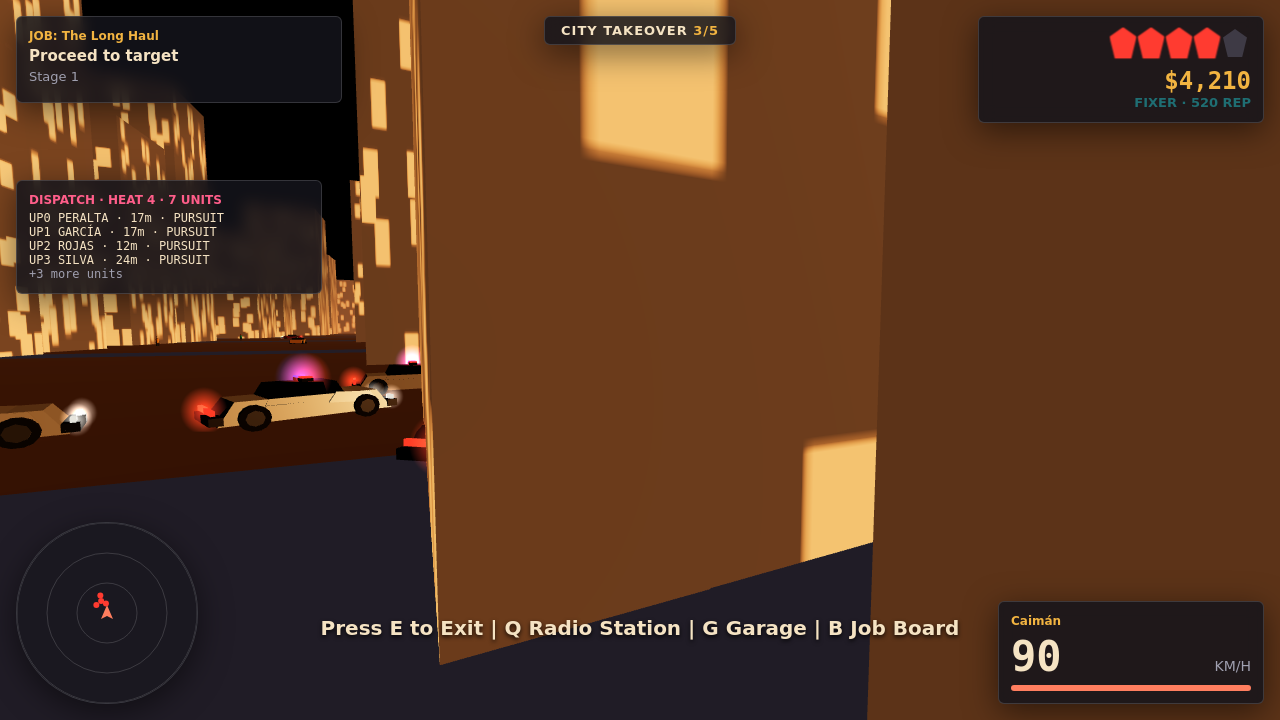 JOB: The Long Haul
Proceed to target
Stage 1
CITY TAKEOVER 3/5
$4,210
FIXER · 520 REP
DISPATCH · HEAT 4 · 7 UNITS
UP0 PERALTA · 17m · PURSUIT
UP1 GARCÍA · 17m · PURSUIT
UP2 ROJAS · 12m · PURSUIT
UP3 SILVA · 24m · PURSUIT
+3 more units
Press E to Exit | Q Radio Station | G Garage | B Job Board
Caimán
90 KM/H